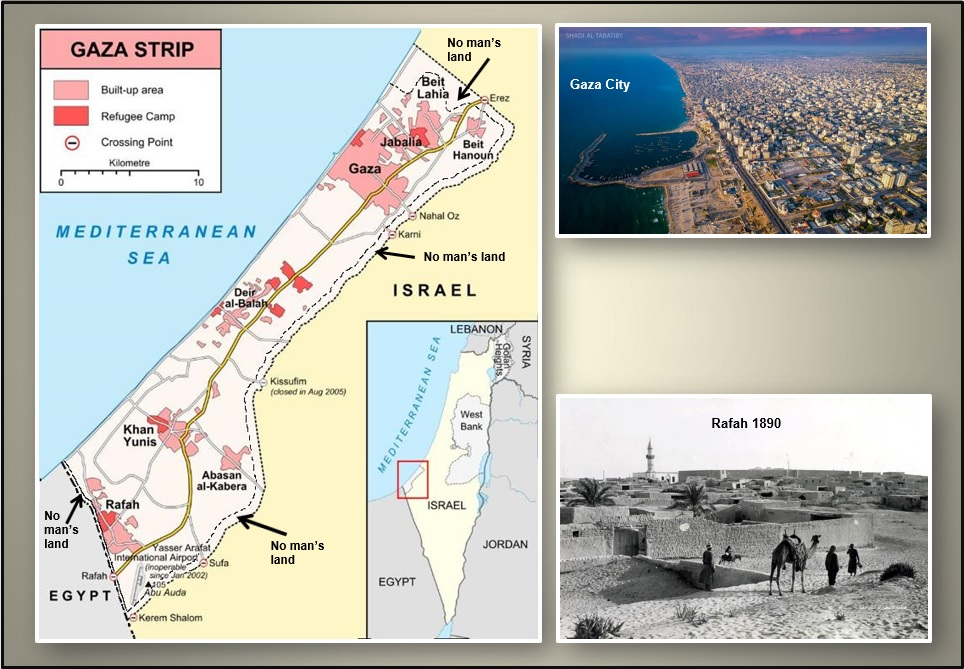 GAZA STRIP
Built-up area
Refugee Camp
Crossing Point
Kilometre
0
10
MEDITERRANEAN
SEA
No man's
land
Beit
Lahia
Erez
Jabalia
Beit
Hanoun
Gaza
Nahal Oz
Karni
No man's land
ISRAEL
Deir
al-Balah
Kissufim
(closed in Aug 2005)
Khan
Yunis
Abasan
al-Kabera
Rafah
No
man's
land
No man's
land
Yasser Arafat
International Airport
(inoperable
since Jan 2002)
Sufa
Rafah
105
Abu Auda
EGYPT
Kerem Shalom
LEBANON
SYRIA
Golan
Heights
MEDITERRANEAN SEA
West
Bank
ISRAEL
JORDAN
EGYPT
SHADI AL TABATIBY
Gaza City
Rafah 1890